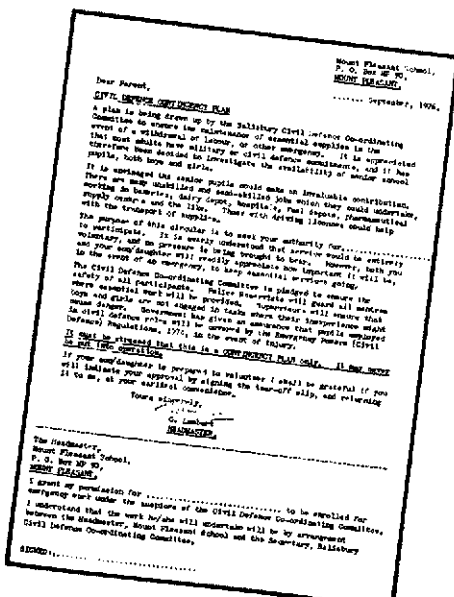 Mount Pleasant School,
P. O. Box MP 90,
MOUNT PLEASANT,
....... September, 1976.
Dear Parent,
CIVIL DEFENCE CONTINGENCY PLAN
A plan is being drawn up by the Salisbury Civil Defence Co-ordinating
Committee to ensure the maintenance of essential supplies in the
event of a withdrawal of labour, or other emergency. It is appreciated
that most adults have military or civil defence commitments, and it has
therefore been decided to investigate the availability of senior school
pupils, both boys and girls.
It is envisaged the senior pupils could make an invaluable contribution.
There are many unskilled and semi-skilled jobs which they could undertake,
working in bakeries, dairy depot, hospitals, fuel depots, pharmaceutical
supply centres and the like. Those with driving licences could help
with the transport of supplies.
The purpose of this circular is to seek your authority for..............
to participate. It is clearly understood that service would be entirely
voluntary, and no pressure is being brought to bear. However, both you
and your son/daughter will readily appreciate how important it will be,
in the event of an emergency, to keep essential services going.
The Civil Defence Co-ordinating Committee is pledged to ensure the
safety of all participants. Police Reservists will guard all centres
where essential work will be provided. Supervisors will ensure that
boys and girls are not engaged in tasks where their inexperience might
cause danger. Government has given an assurance that pupils employed
in civil defence roles will be covered by the Emergency Powers (Civil
Defence) Regulations, 1974, in the event of injury.
It must be stressed that this is a CONTINGENCY PLAN only. It may never
be put into operation.
If your son/daughter is prepared to volunteer I shall be grateful if you
will indicate your approval by signing the tear-off slip, and returning
it to me, at your earliest convenience.
Yours sincerely,
G. Lambert
HEADMASTER.
The Headmaster,
Mount Pleasant School,
P. O. Box MP 90,
MOUNT PLEASANT.
I grant my permission for ........................, to be enrolled for
emergency work under the auspices of the Civil Defence Co-ordinating Committee.
I understand that the work he/she will undertake will be by arrangement
between the Headmaster, Mount Pleasant School and the Secretary, Salisbury
Civil Defence Co-ordinating Committee.
SIGNED:....... ..................